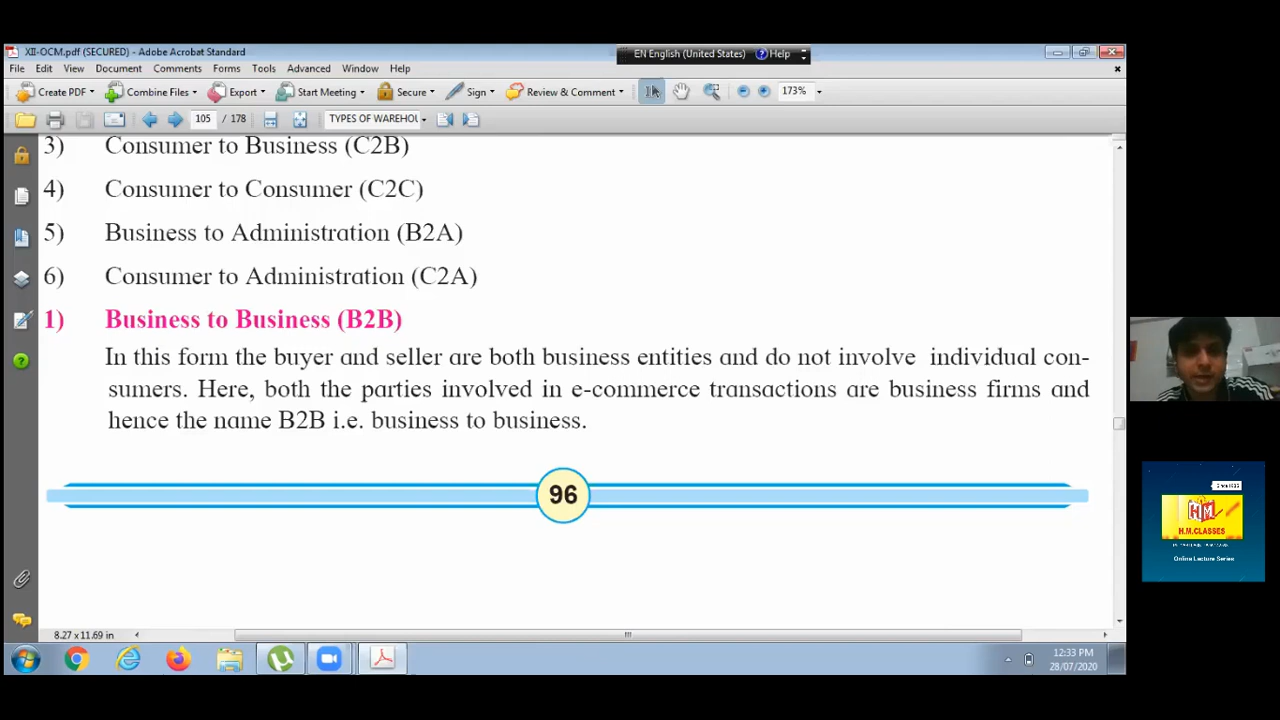 XII-OCM.pdf (SECURED) - Adobe Acrobat Standard
EN English (United States) Help
File Edit View Document Comments Forms Tools Advanced Window Help
Create PDF Combine Files Export Start Meeting Secure Sign Review & Comment 173%
105 / 178 TYPES OF WAREHOU
3) Consumer to Business (C2B)
4) Consumer to Consumer (C2C)
5) Business to Administration (B2A)
6) Consumer to Administration (C2A)
1) Business to Business (B2B)
In this form the buyer and seller are both business entities and do not involve individual con-
sumers. Here, both the parties involved in e-commerce transactions are business firms and
hence the name B2B i.e. business to business.
96
HM
H.M.CLASSES
Online Lecture Series
8.27 x 11.69 in
12:33 PM
28/07/2020